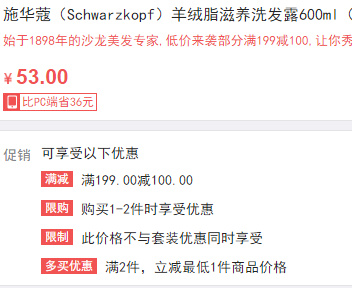 施华蔻（Schwarzkopf）羊绒脂滋养洗发露600ml（
始于1898年的沙龙美发专家,低价来袭部分满199减100,让你秀
¥ 53.00
比PC端省36元
促销 可享受以下优惠
满减 满199.00减100.00
限购 购买1-2件时享受优惠
限制 此价格不与套装优惠同时享受
多买优惠 满2件，立减最低1件商品价格